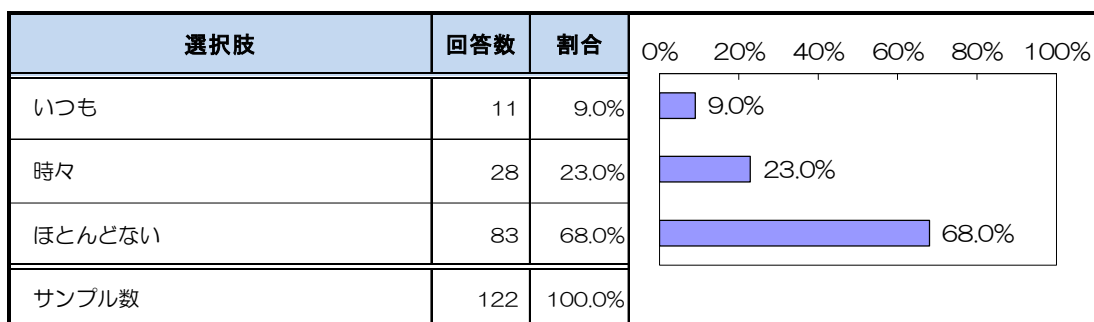 選択肢 回答数 割合
いつも 11 9.0%
時々 28 23.0%
ほとんどない 83 68.0%
サンプル数 122 100.0%
0% 20% 40% 60% 80% 100%
9.0%
23.0%
68.0%